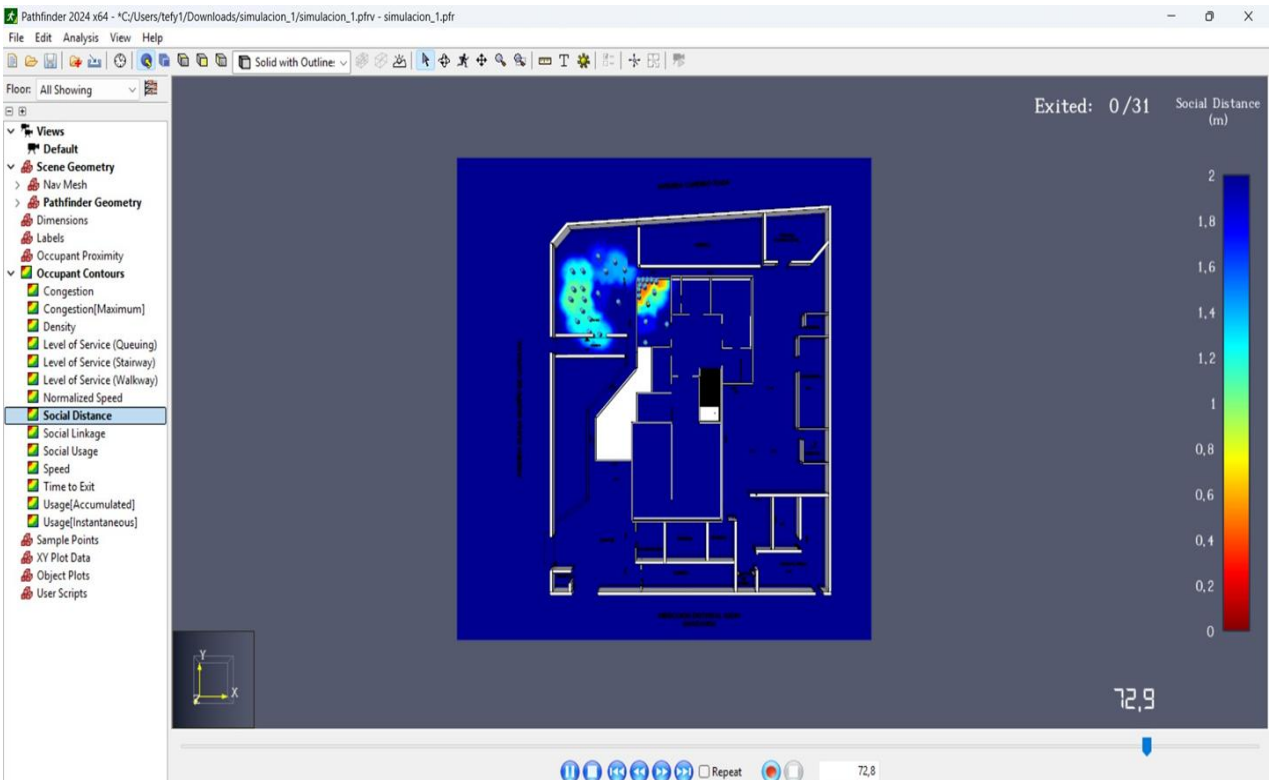 Pathfinder 2024 x64 - *C:/Users/tefy1/Downloads/simulacion_1/simulacion_1.pfrv - simulacion_1.pfr
File Edit Analysis View Help
Solid with Outline:
Floor: All Showing
Views
Default
Scene Geometry
Nav Mesh
Pathfinder Geometry
Dimensions
Labels
Occupant Proximity
Occupant Contours
Congestion
Congestion[Maximum]
Density
Level of Service (Queuing)
Level of Service (Stairway)
Level of Service (Walkway)
Normalized Speed
Social Distance
Social Linkage
Social Usage
Speed
Time to Exit
Usage[Accumulated]
Usage[Instantaneous]
Sample Points
XY Plot Data
Object Plots
User Scripts
Exited: 0/31
Social Distance
(m)
2
1,8
1,6
1,4
1,2
1
0,8
0,6
0,4
0,2
0
Y
Z X
72,9
Repeat 72,8